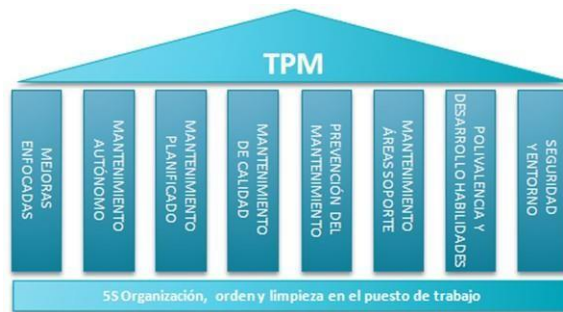 TPM
MEJORAS
ENFOCADAS
MANTENIMIENTO
AUTÓNOMO
MANTENIMIENTO
PLANIFICADO
MANTENIMIENTO
DE CALIDAD
PREVENCIÓN DEL
MANTENIMIENTO
MANTENIMIENTO
ÁREAS SOPORTE
POLIVALENCIA Y
DESARROLLO HABILIDADES
SEGURIDAD
Y ENTORNO
5S Organización, orden y limpieza en el puesto de trabajo